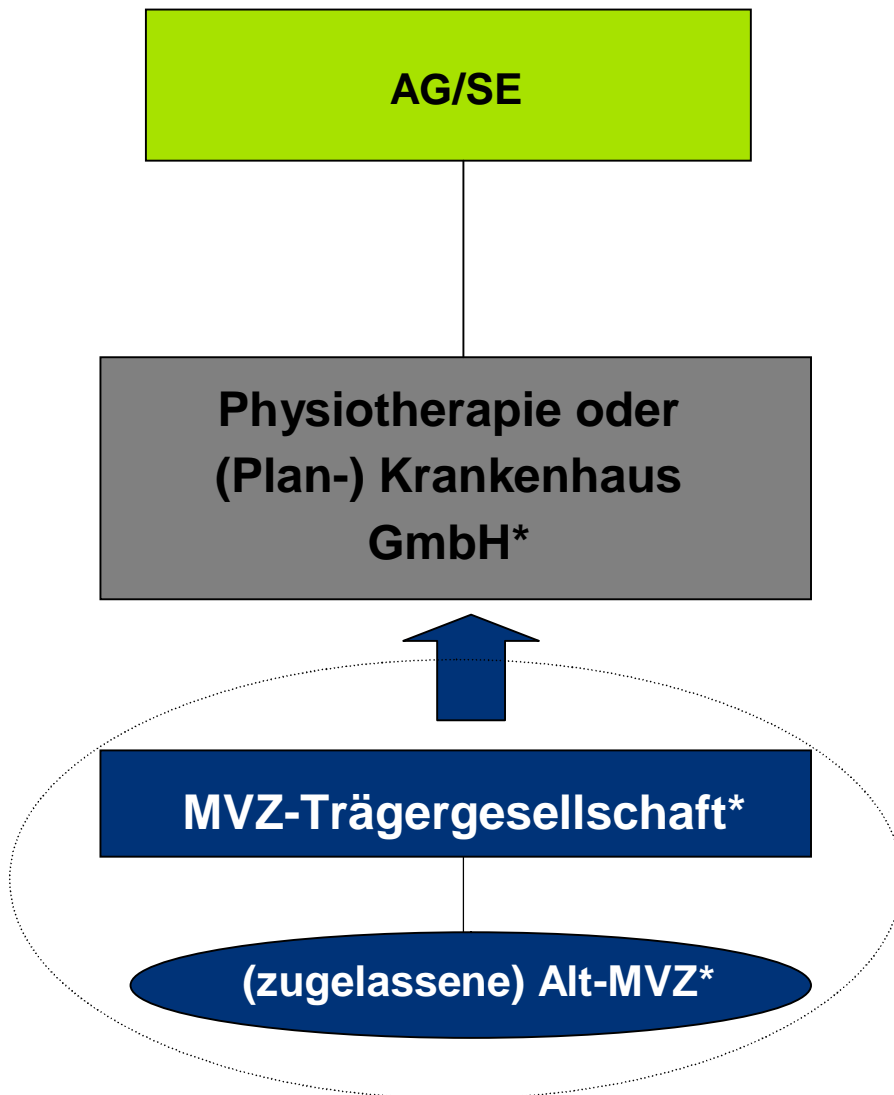 AG/SE
Physiotherapie oder
(Plan-) Krankenhaus
GmbH*
MVZ-Trägergesellschaft*
(zugelassene) Alt-MVZ*